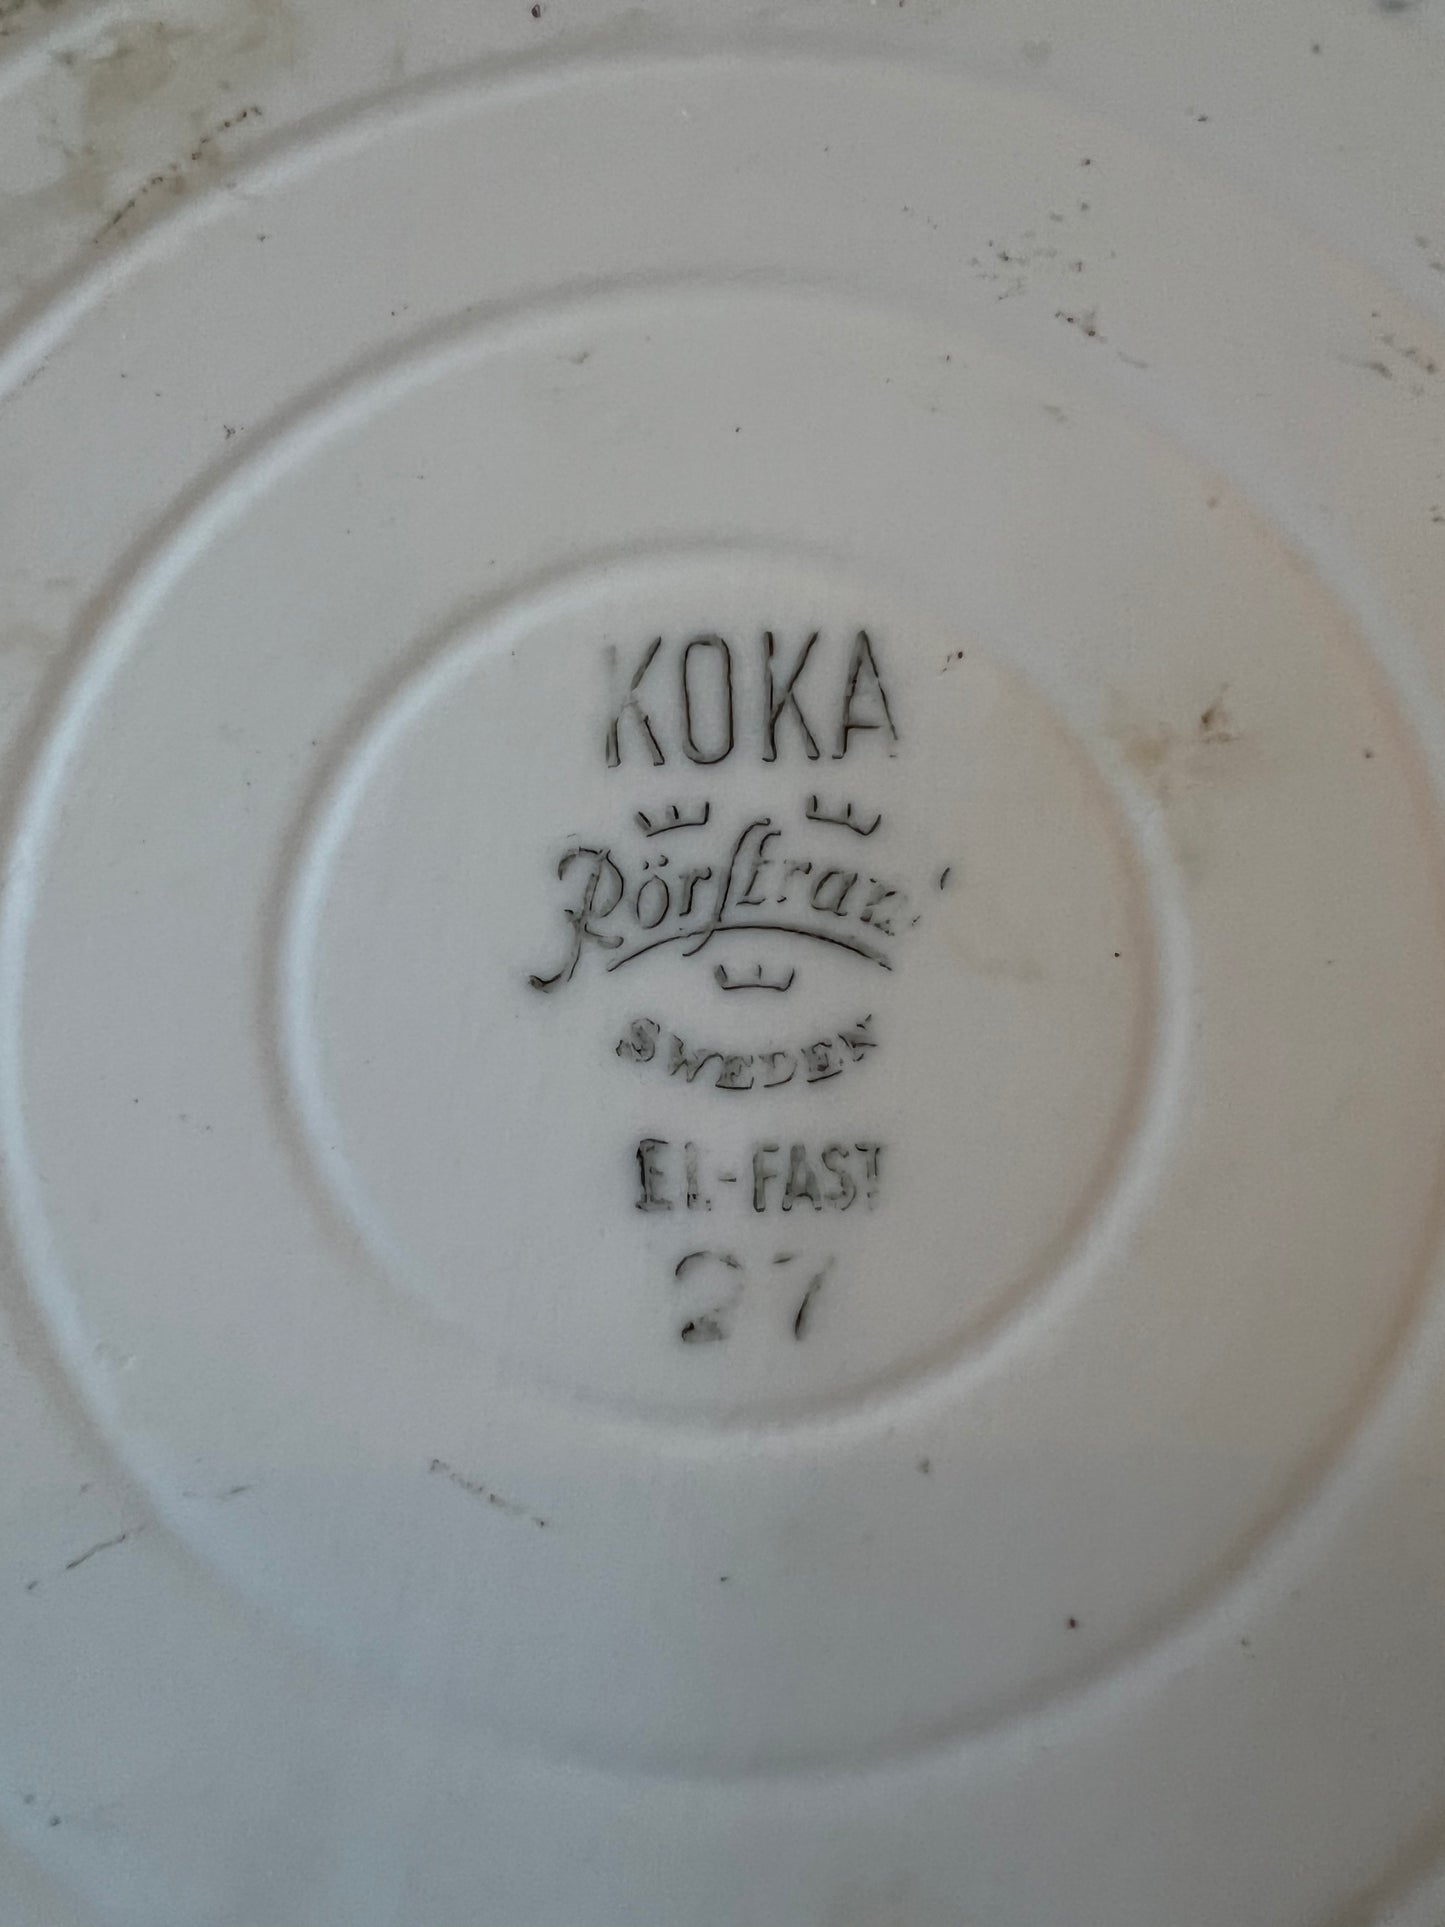 KOKA
Rörstrand
SWEDEN
EL-FAST
27